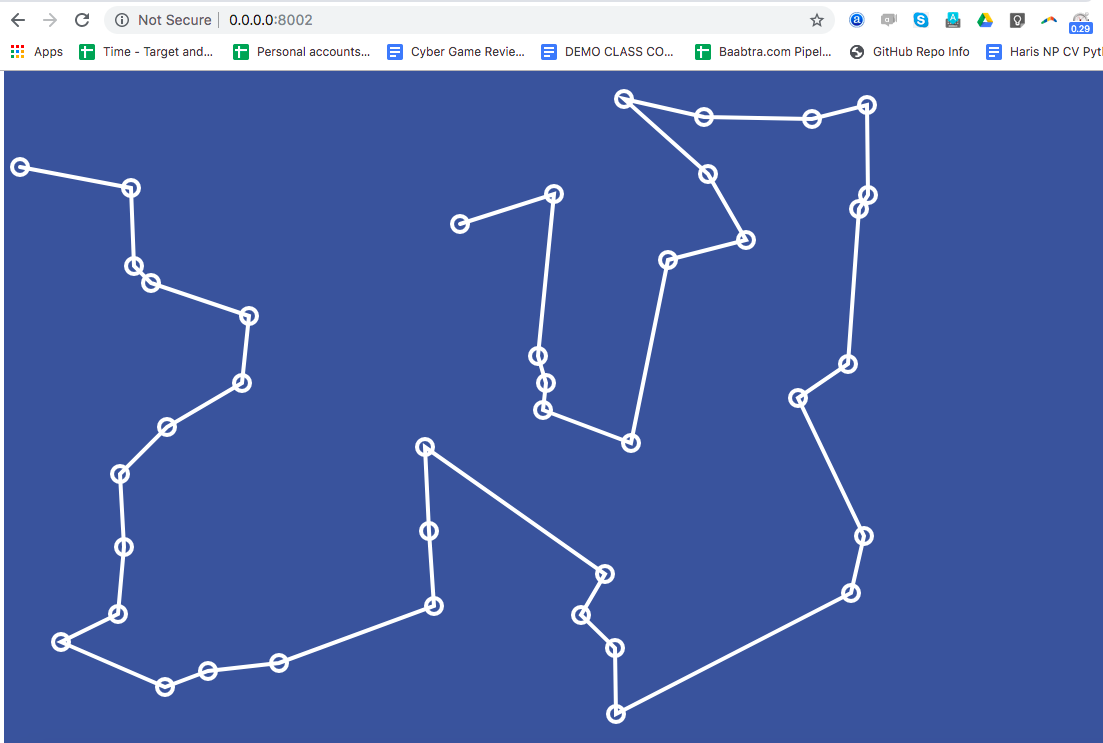 Not Secure | 0.0.0.0:8002
a a S A 0.29
Apps Time - Target and... Personal accounts... Cyber Game Revie... DEMO CLASS CO... Baabtra.com Pipel... GitHub Repo Info Haris NP CV Pyth